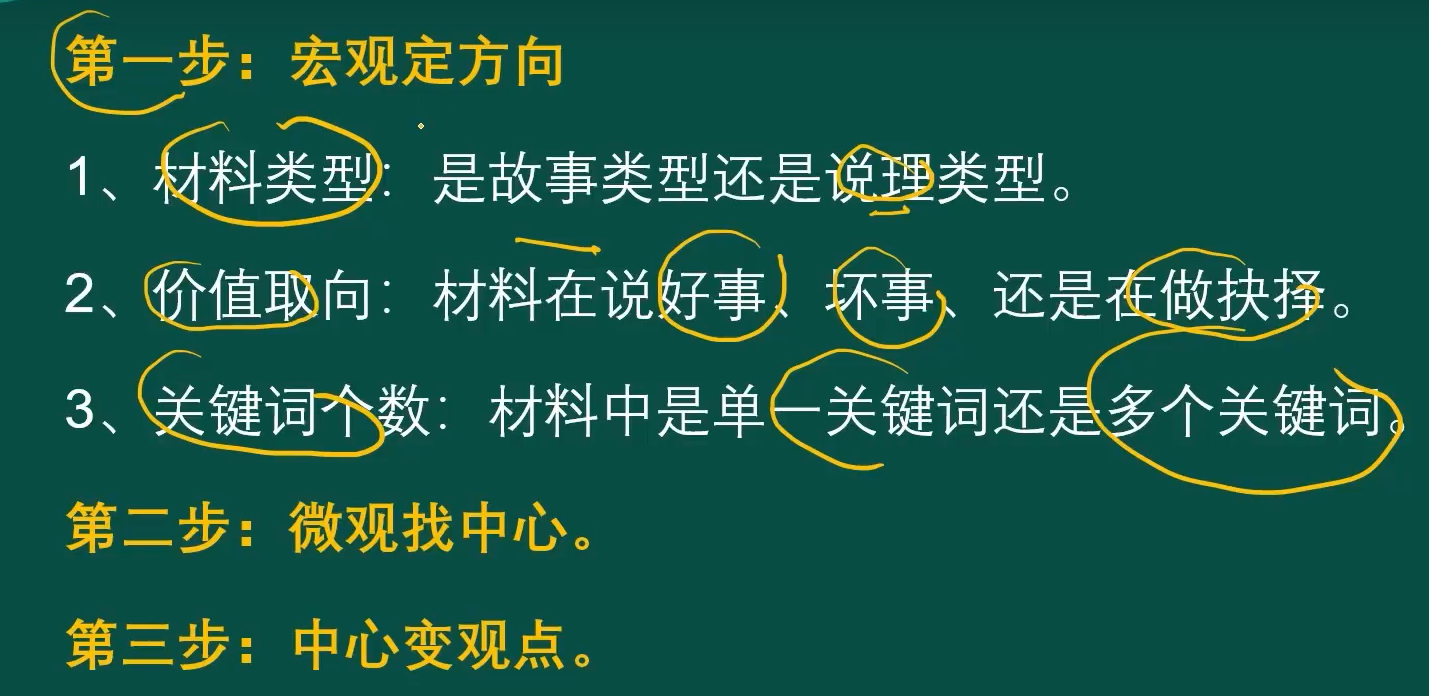 第一步：宏观定方向
1、材料类型：是故事类型还是说理类型。
2、价值取向：材料在说好事、坏事、还是在做抉择。
3、关键词个数：材料中是单一关键词还是多个关键词。
第二步：微观找中心。
第三步：中心变观点。